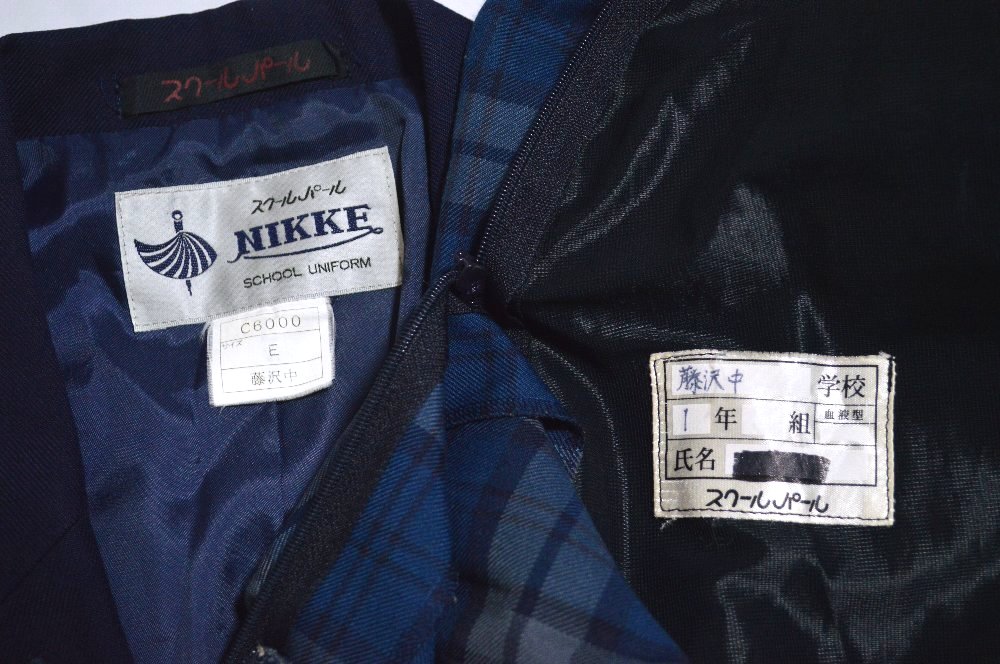 スクールパール
スクールパール
NIKKE
SCHOOL UNIFORM
C6000
サイズ
E
藤沢中
藤沢中 学校
1 年 組 血液型
氏名
スクールパール